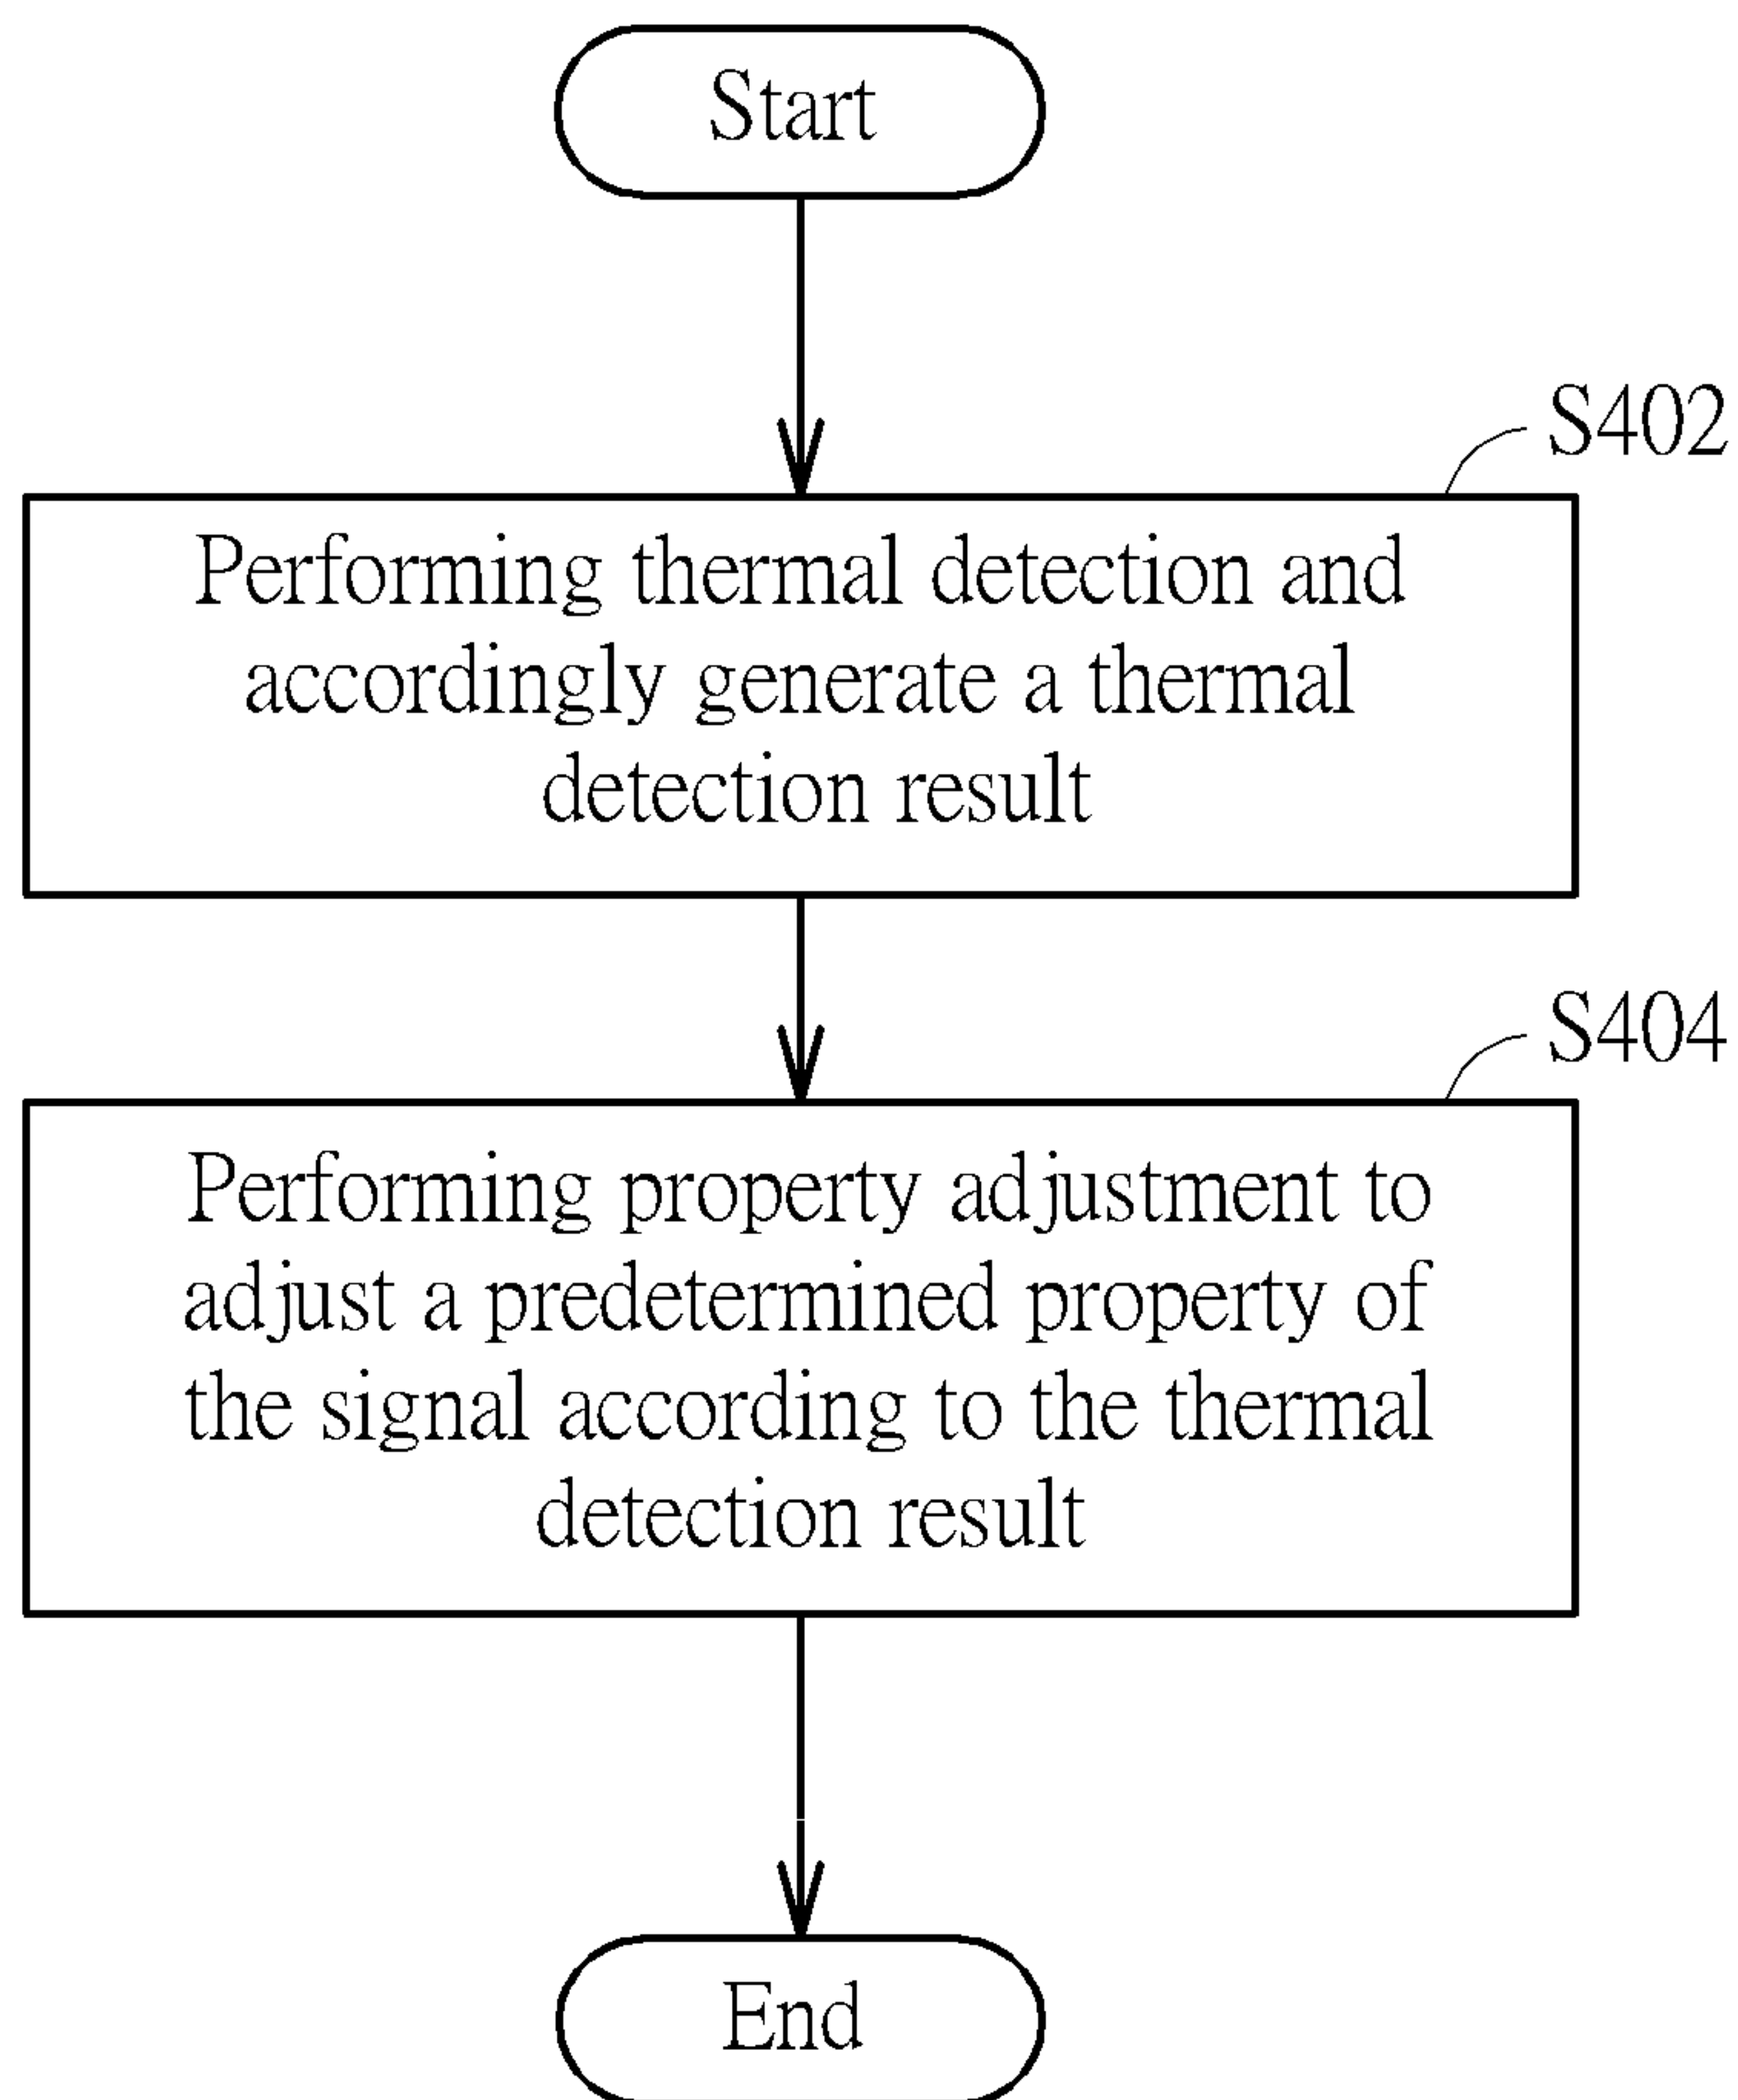 Start
S402
Performing thermal detection and
accordingly generate a thermal
detection result
S404
Performing property adjustment to
adjust a predetermined property of
the signal according to the thermal
detection result
End